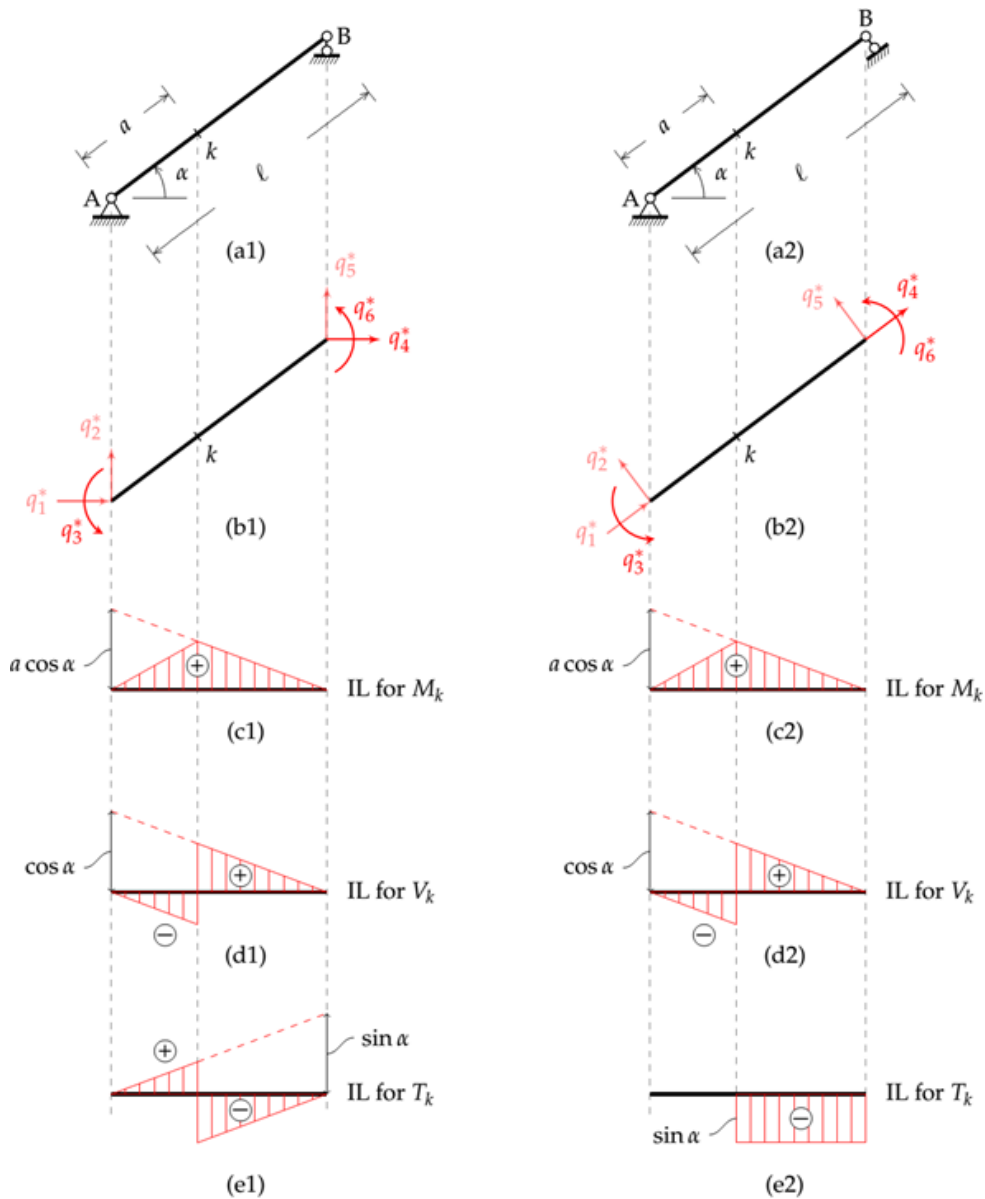 B B
a a
k k
α α
ℓ ℓ
A A
(a1) (a2)
q₅* q₄*
q₆* q₅*
q₄* q₆*
k k
q₂* q₂*
q₁* q₁*
q₃* q₃*
(b1) (b2)
a cos α a cos α
+ +
IL for Mₖ IL for Mₖ
(c1) (c2)
cos α cos α
+ +
IL for Vₖ IL for Vₖ
− −
(d1) (d2)
sin α
+
IL for Tₖ IL for Tₖ
− −
sin α
(e1) (e2)